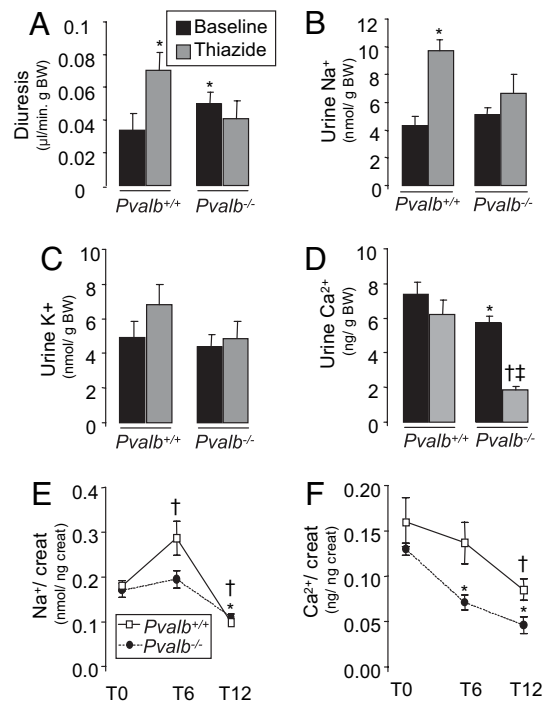 A
Baseline
Thiazide
Diuresis
(µl/min. g BW)
0.1
0.08
0.06
0.04
0.02
0
*
*
Pvalb+/+
Pvalb-/-
B
Urine Na+
(nmol/ g BW)
12
10
8
6
4
2
0
*
Pvalb+/+
Pvalb-/-
C
Urine K+
(nmol/ g BW)
10
8
6
4
2
0
Pvalb+/+
Pvalb-/-
D
Urine Ca2+
(ng/ g BW)
10
8
6
4
2
0
*
†‡
Pvalb+/+
Pvalb-/-
E
Na+/ creat
(nmol/ ng creat)
0.4
0.3
0.2
0.1
0.0
†
†
*
Pvalb+/+
Pvalb-/-
T0 T6 T12
F
Ca2+/ creat
(ng/ ng creat)
0.20
0.15
0.10
0.05
0.00
†
*
*
T0 T6 T12